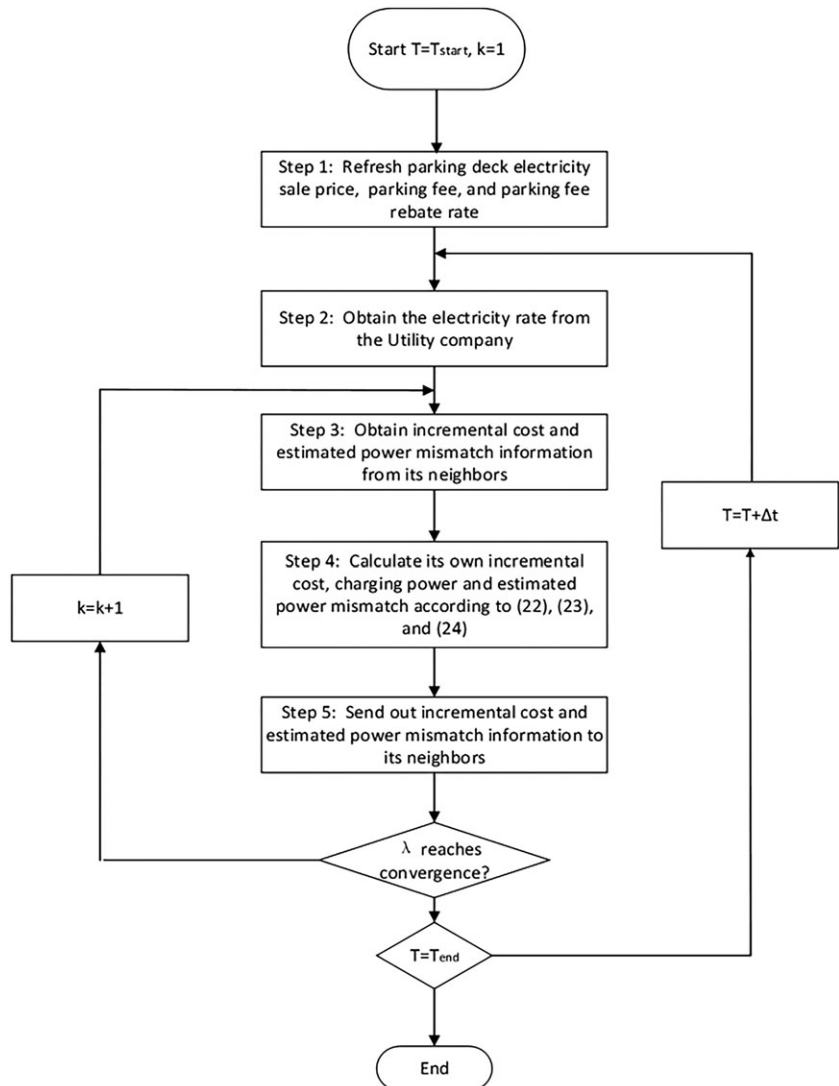 Start T=Tstart, k=1
Step 1: Refresh parking deck electricity
sale price, parking fee, and parking fee
rebate rate
Step 2: Obtain the electricity rate from
the Utility company
Step 3: Obtain incremental cost and
estimated power mismatch information
from its neighbors
T=T+Δt
Step 4: Calculate its own incremental
cost, charging power and estimated
power mismatch according to (22), (23),
and (24)
k=k+1
Step 5: Send out incremental cost and
estimated power mismatch information to
its neighbors
λ reaches
convergence?
T=Tend
End